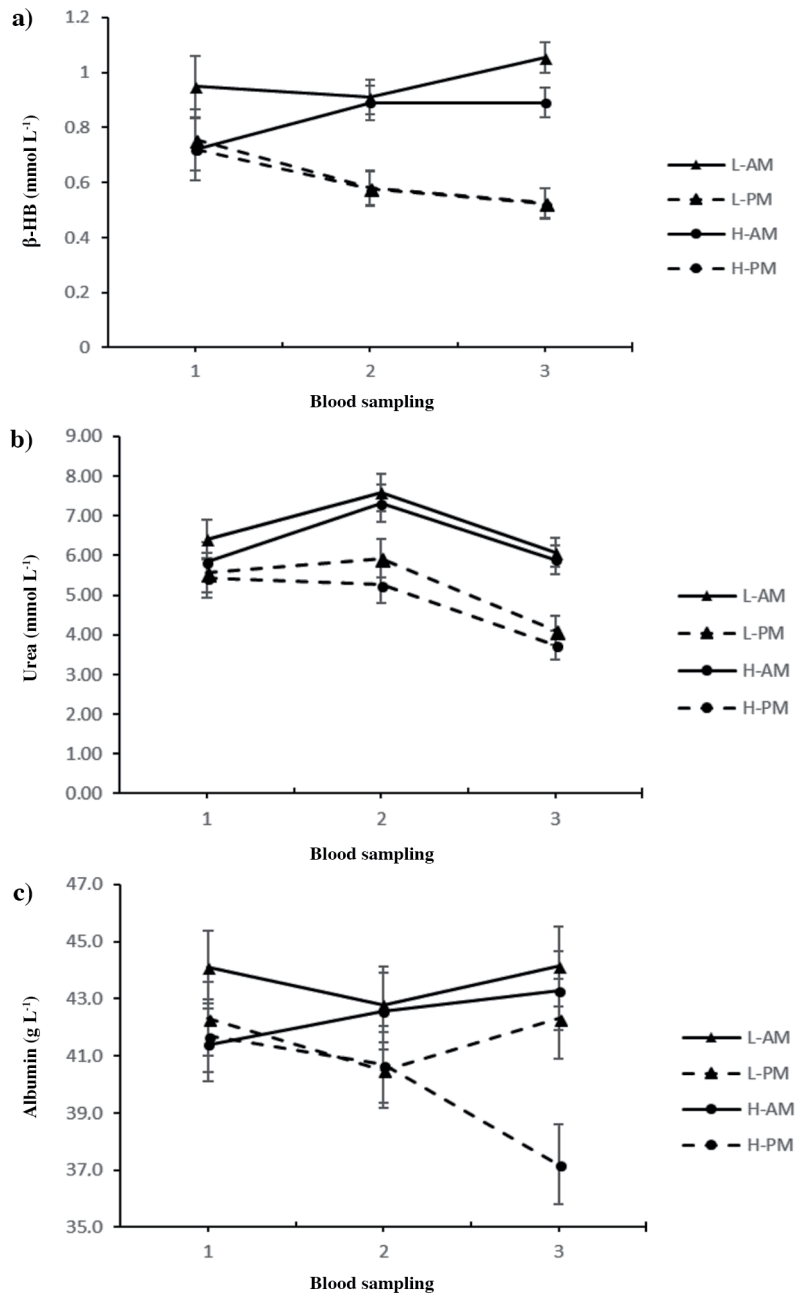 a)
1.2
1
0.8
0.6
0.4
0.2
0
β-HB (mmol L⁻¹)
1 2 3
Blood sampling
L-AM
L-PM
H-AM
H-PM
b)
9.00
8.00
7.00
6.00
5.00
4.00
3.00
2.00
1.00
0.00
Urea (mmol L⁻¹)
1 2 3
Blood sampling
L-AM
L-PM
H-AM
H-PM
c)
47.0
45.0
43.0
41.0
39.0
37.0
35.0
Albumin (g L⁻¹)
1 2 3
Blood sampling
L-AM
L-PM
H-AM
H-PM